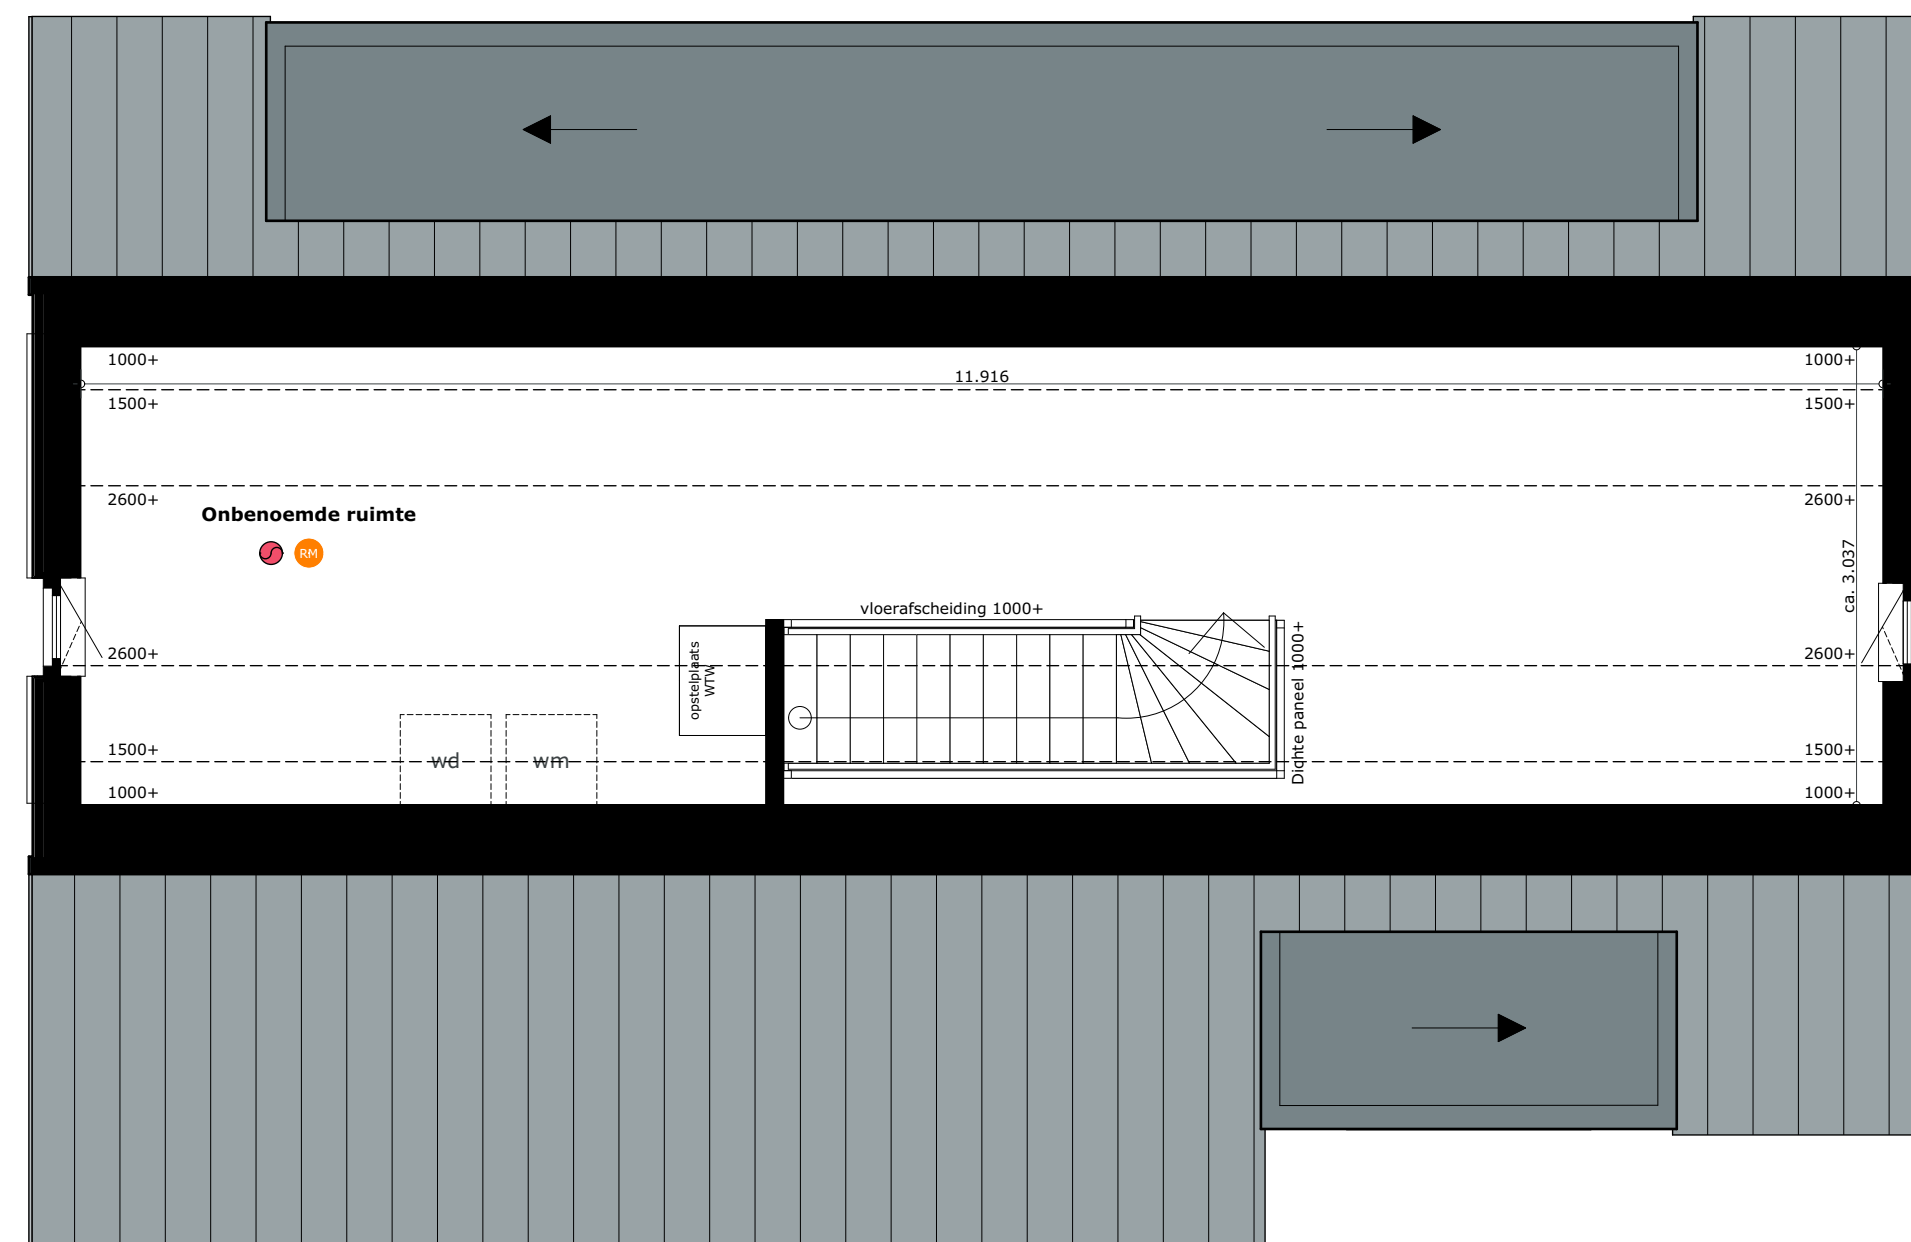 1000+
1000+
11.916
1500+
1500+
2600+
2600+
Onbenoemde ruimte
RM
ca. 3.037
vloerafscheiding 1000+
2600+
opstelplaats
WTW
Dichte paneel 1000+
2600+
1500+
wd
wm
1500+
1000+
1000+